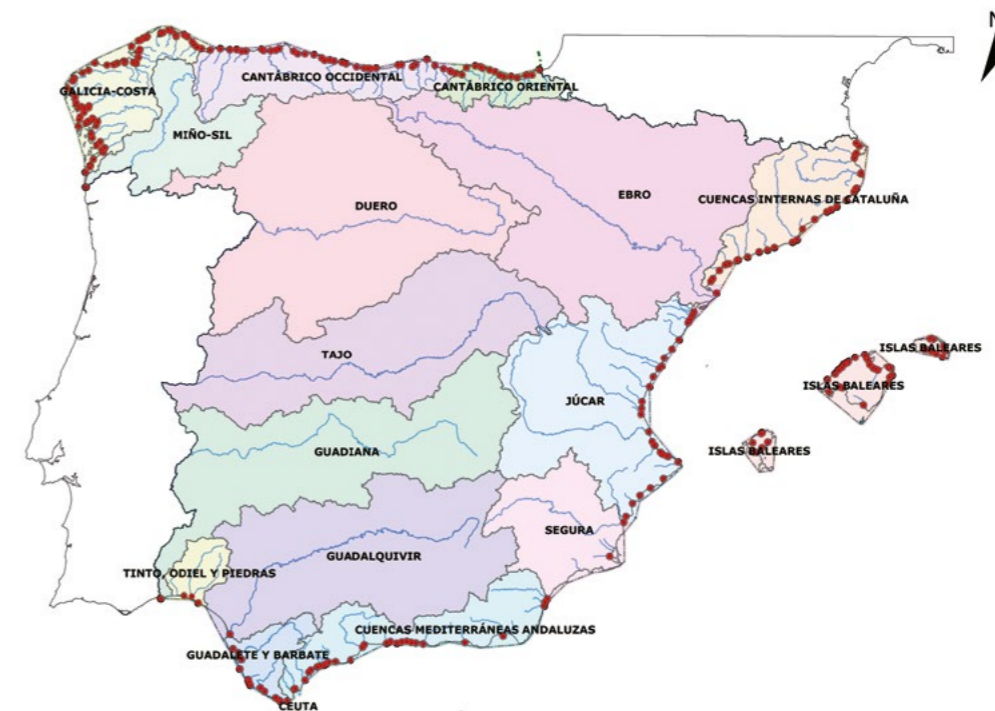 N
CANTÁBRICO OCCIDENTAL
CANTÁBRICO ORIENTAL
GALICIA-COSTA
MIÑO-SIL
DUERO
EBRO
CUENCAS INTERNAS DE CATALUÑA
TAJO
ISLAS BALEARES
ISLAS BALEARES
JÚCAR
GUADIANA
ISLAS BALEARES
SEGURA
GUADALQUIVIR
TINTO, ODIEL Y PIEDRAS
CUENCAS MEDITERRÁNEAS ANDALUZAS
GUADALETE Y BARBATE
CEUTA